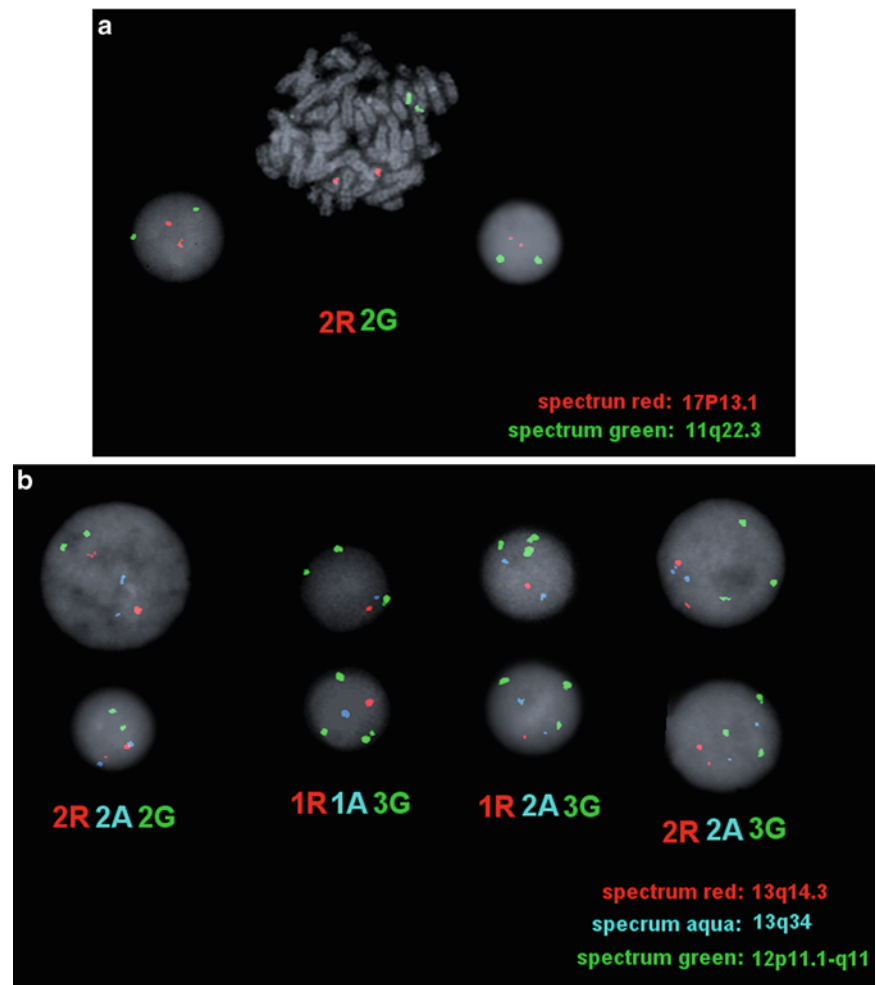 a
2R 2G
spectrun red: 17P13.1
spectrum green: 11q22.3
b
2R 2A 2G
1R 1A 3G
1R 2A 3G
2R 2A 3G
spectrum red: 13q14.3
specrum aqua: 13q34
spectrum green: 12p11.1-q11